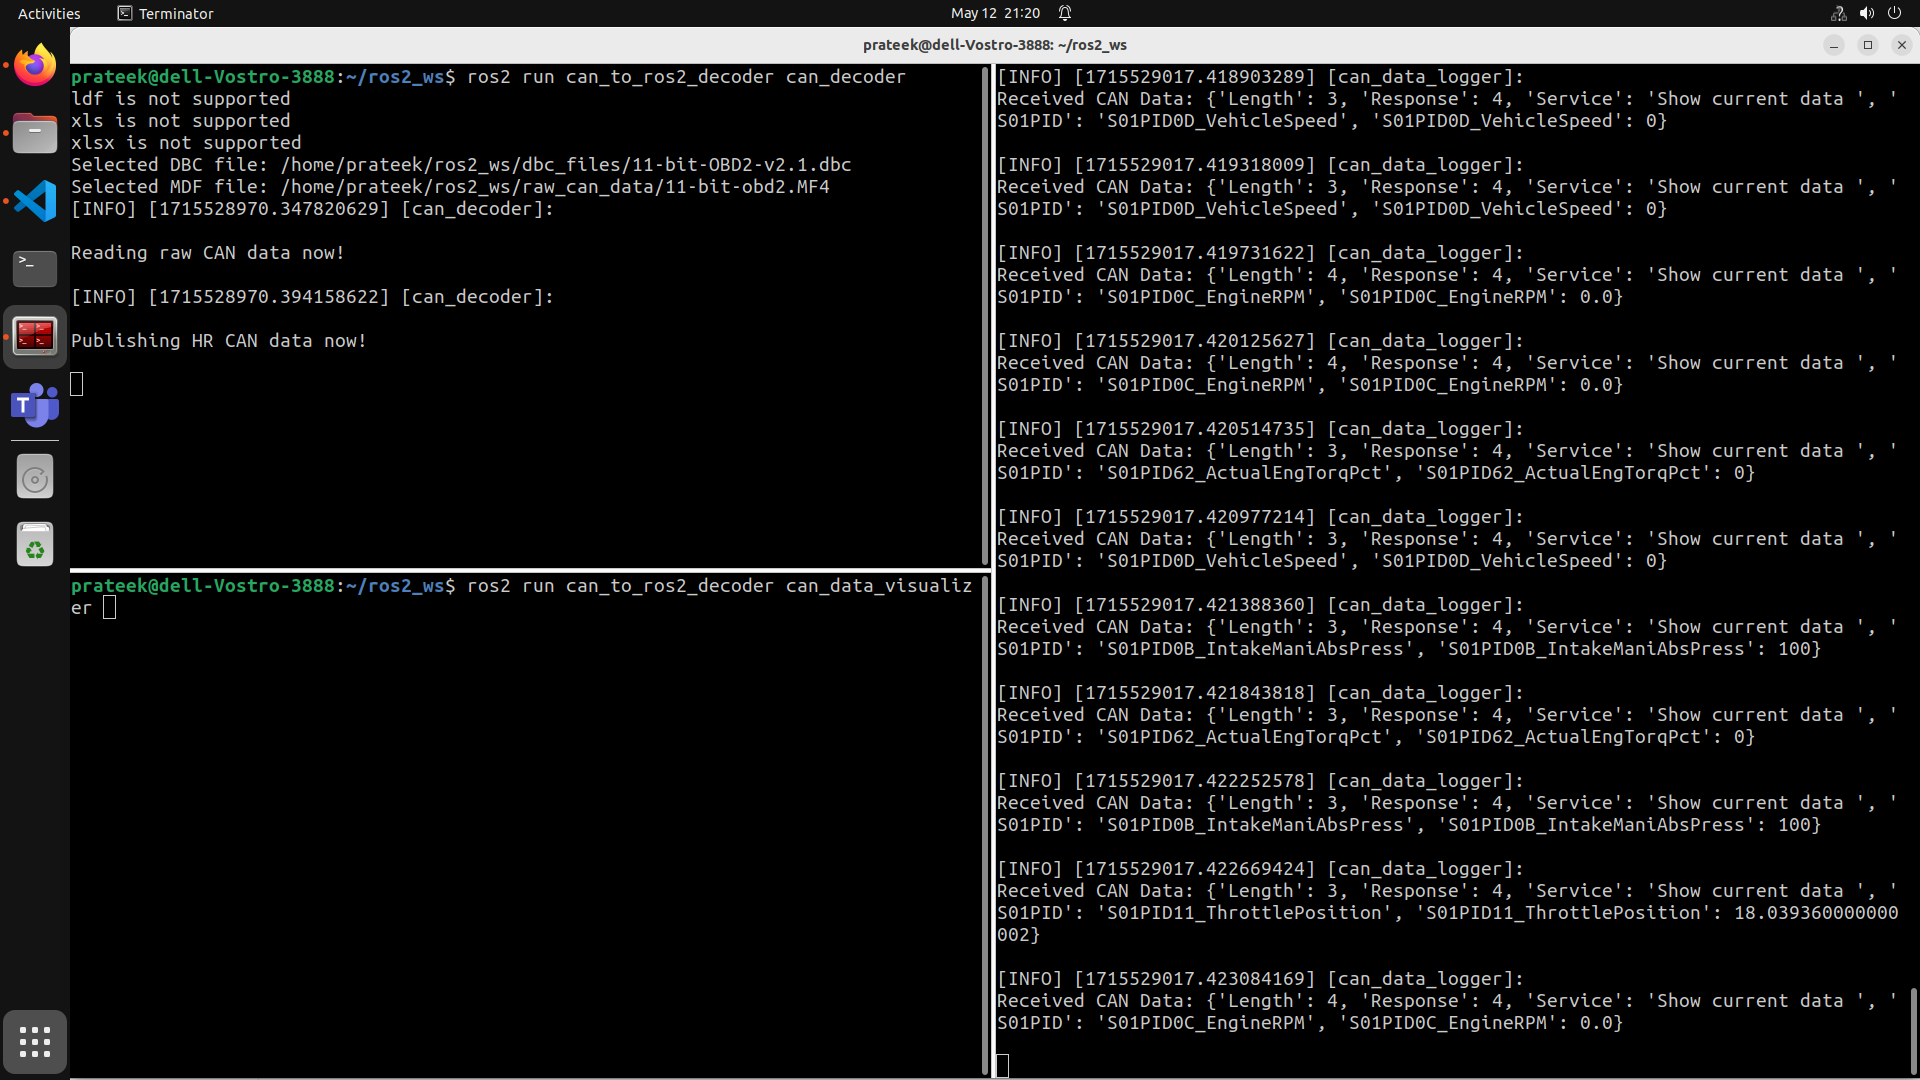 Activities
Terminator
May 12 21:20
prateek@dell-Vostro-3888: ~/ros2_ws
prateek@dell-Vostro-3888:~/ros2_ws$ ros2 run can_to_ros2_decoder can_decoder
ldf is not supported
xls is not supported
xlsx is not supported
Selected DBC file: /home/prateek/ros2_ws/dbc_files/11-bit-OBD2-v2.1.dbc
Selected MDF file: /home/prateek/ros2_ws/raw_can_data/11-bit-obd2.MF4
[INFO] [1715528970.347820629] [can_decoder]:
Reading raw CAN data now!
[INFO] [1715528970.394158622] [can_decoder]:
Publishing HR CAN data now!
prateek@dell-Vostro-3888:~/ros2_ws$ ros2 run can_to_ros2_decoder can_data_visualiz
er
[INFO] [1715529017.418903289] [can_data_logger]:
Received CAN Data: {'Length': 3, 'Response': 4, 'Service': 'Show current data ', '
S01PID': 'S01PID0D_VehicleSpeed', 'S01PID0D_VehicleSpeed': 0}
[INFO] [1715529017.419318009] [can_data_logger]:
Received CAN Data: {'Length': 3, 'Response': 4, 'Service': 'Show current data ', '
S01PID': 'S01PID0D_VehicleSpeed', 'S01PID0D_VehicleSpeed': 0}
[INFO] [1715529017.419731622] [can_data_logger]:
Received CAN Data: {'Length': 4, 'Response': 4, 'Service': 'Show current data ', '
S01PID': 'S01PID0C_EngineRPM', 'S01PID0C_EngineRPM': 0.0}
[INFO] [1715529017.420125627] [can_data_logger]:
Received CAN Data: {'Length': 4, 'Response': 4, 'Service': 'Show current data ', '
S01PID': 'S01PID0C_EngineRPM', 'S01PID0C_EngineRPM': 0.0}
[INFO] [1715529017.420514735] [can_data_logger]:
Received CAN Data: {'Length': 3, 'Response': 4, 'Service': 'Show current data ', '
S01PID': 'S01PID62_ActualEngTorqPct', 'S01PID62_ActualEngTorqPct': 0}
[INFO] [1715529017.420977214] [can_data_logger]:
Received CAN Data: {'Length': 3, 'Response': 4, 'Service': 'Show current data ', '
S01PID': 'S01PID0D_VehicleSpeed', 'S01PID0D_VehicleSpeed': 0}
[INFO] [1715529017.421388360] [can_data_logger]:
Received CAN Data: {'Length': 3, 'Response': 4, 'Service': 'Show current data ', '
S01PID': 'S01PID0B_IntakeManiAbsPress', 'S01PID0B_IntakeManiAbsPress': 100}
[INFO] [1715529017.421843818] [can_data_logger]:
Received CAN Data: {'Length': 3, 'Response': 4, 'Service': 'Show current data ', '
S01PID': 'S01PID62_ActualEngTorqPct', 'S01PID62_ActualEngTorqPct': 0}
[INFO] [1715529017.422252578] [can_data_logger]:
Received CAN Data: {'Length': 3, 'Response': 4, 'Service': 'Show current data ', '
S01PID': 'S01PID0B_IntakeManiAbsPress', 'S01PID0B_IntakeManiAbsPress': 100}
[INFO] [1715529017.422669424] [can_data_logger]:
Received CAN Data: {'Length': 3, 'Response': 4, 'Service': 'Show current data ', '
S01PID': 'S01PID11_ThrottlePosition', 'S01PID11_ThrottlePosition': 18.039360000000
002}
[INFO] [1715529017.423084169] [can_data_logger]:
Received CAN Data: {'Length': 4, 'Response': 4, 'Service': 'Show current data ', '
S01PID': 'S01PID0C_EngineRPM', 'S01PID0C_EngineRPM': 0.0}